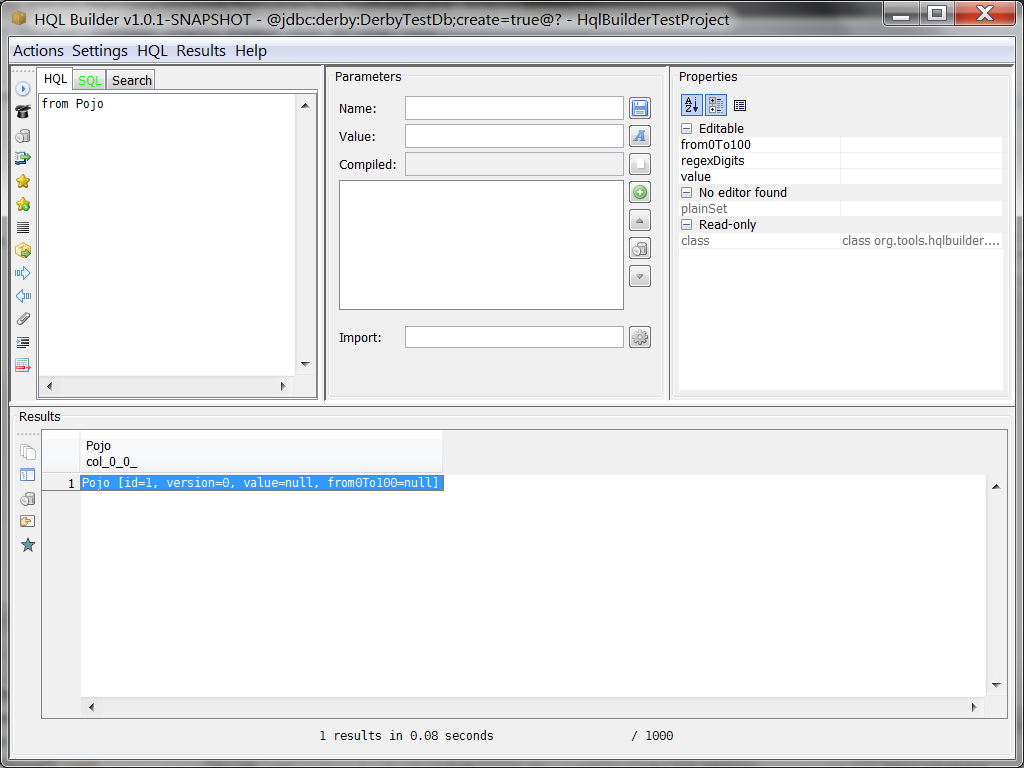 HQL Builder v1.0.1-SNAPSHOT - @jdbc:derby:DerbyTestDb;create=true@? - HqlBuilderTestProject
Actions Settings HQL Results Help
HQL SQL Search
from Pojo
Parameters
Name:
Value:
Compiled:
Import:
Properties
Editable
from0To100
regexDigits
value
No editor found
plainSet
Read-only
class class org.tools.hqlbuilder....
Results
Pojo
col_0_0_
1 Pojo [id=1, version=0, value=null, from0To100=null]
1 results in 0.08 seconds / 1000